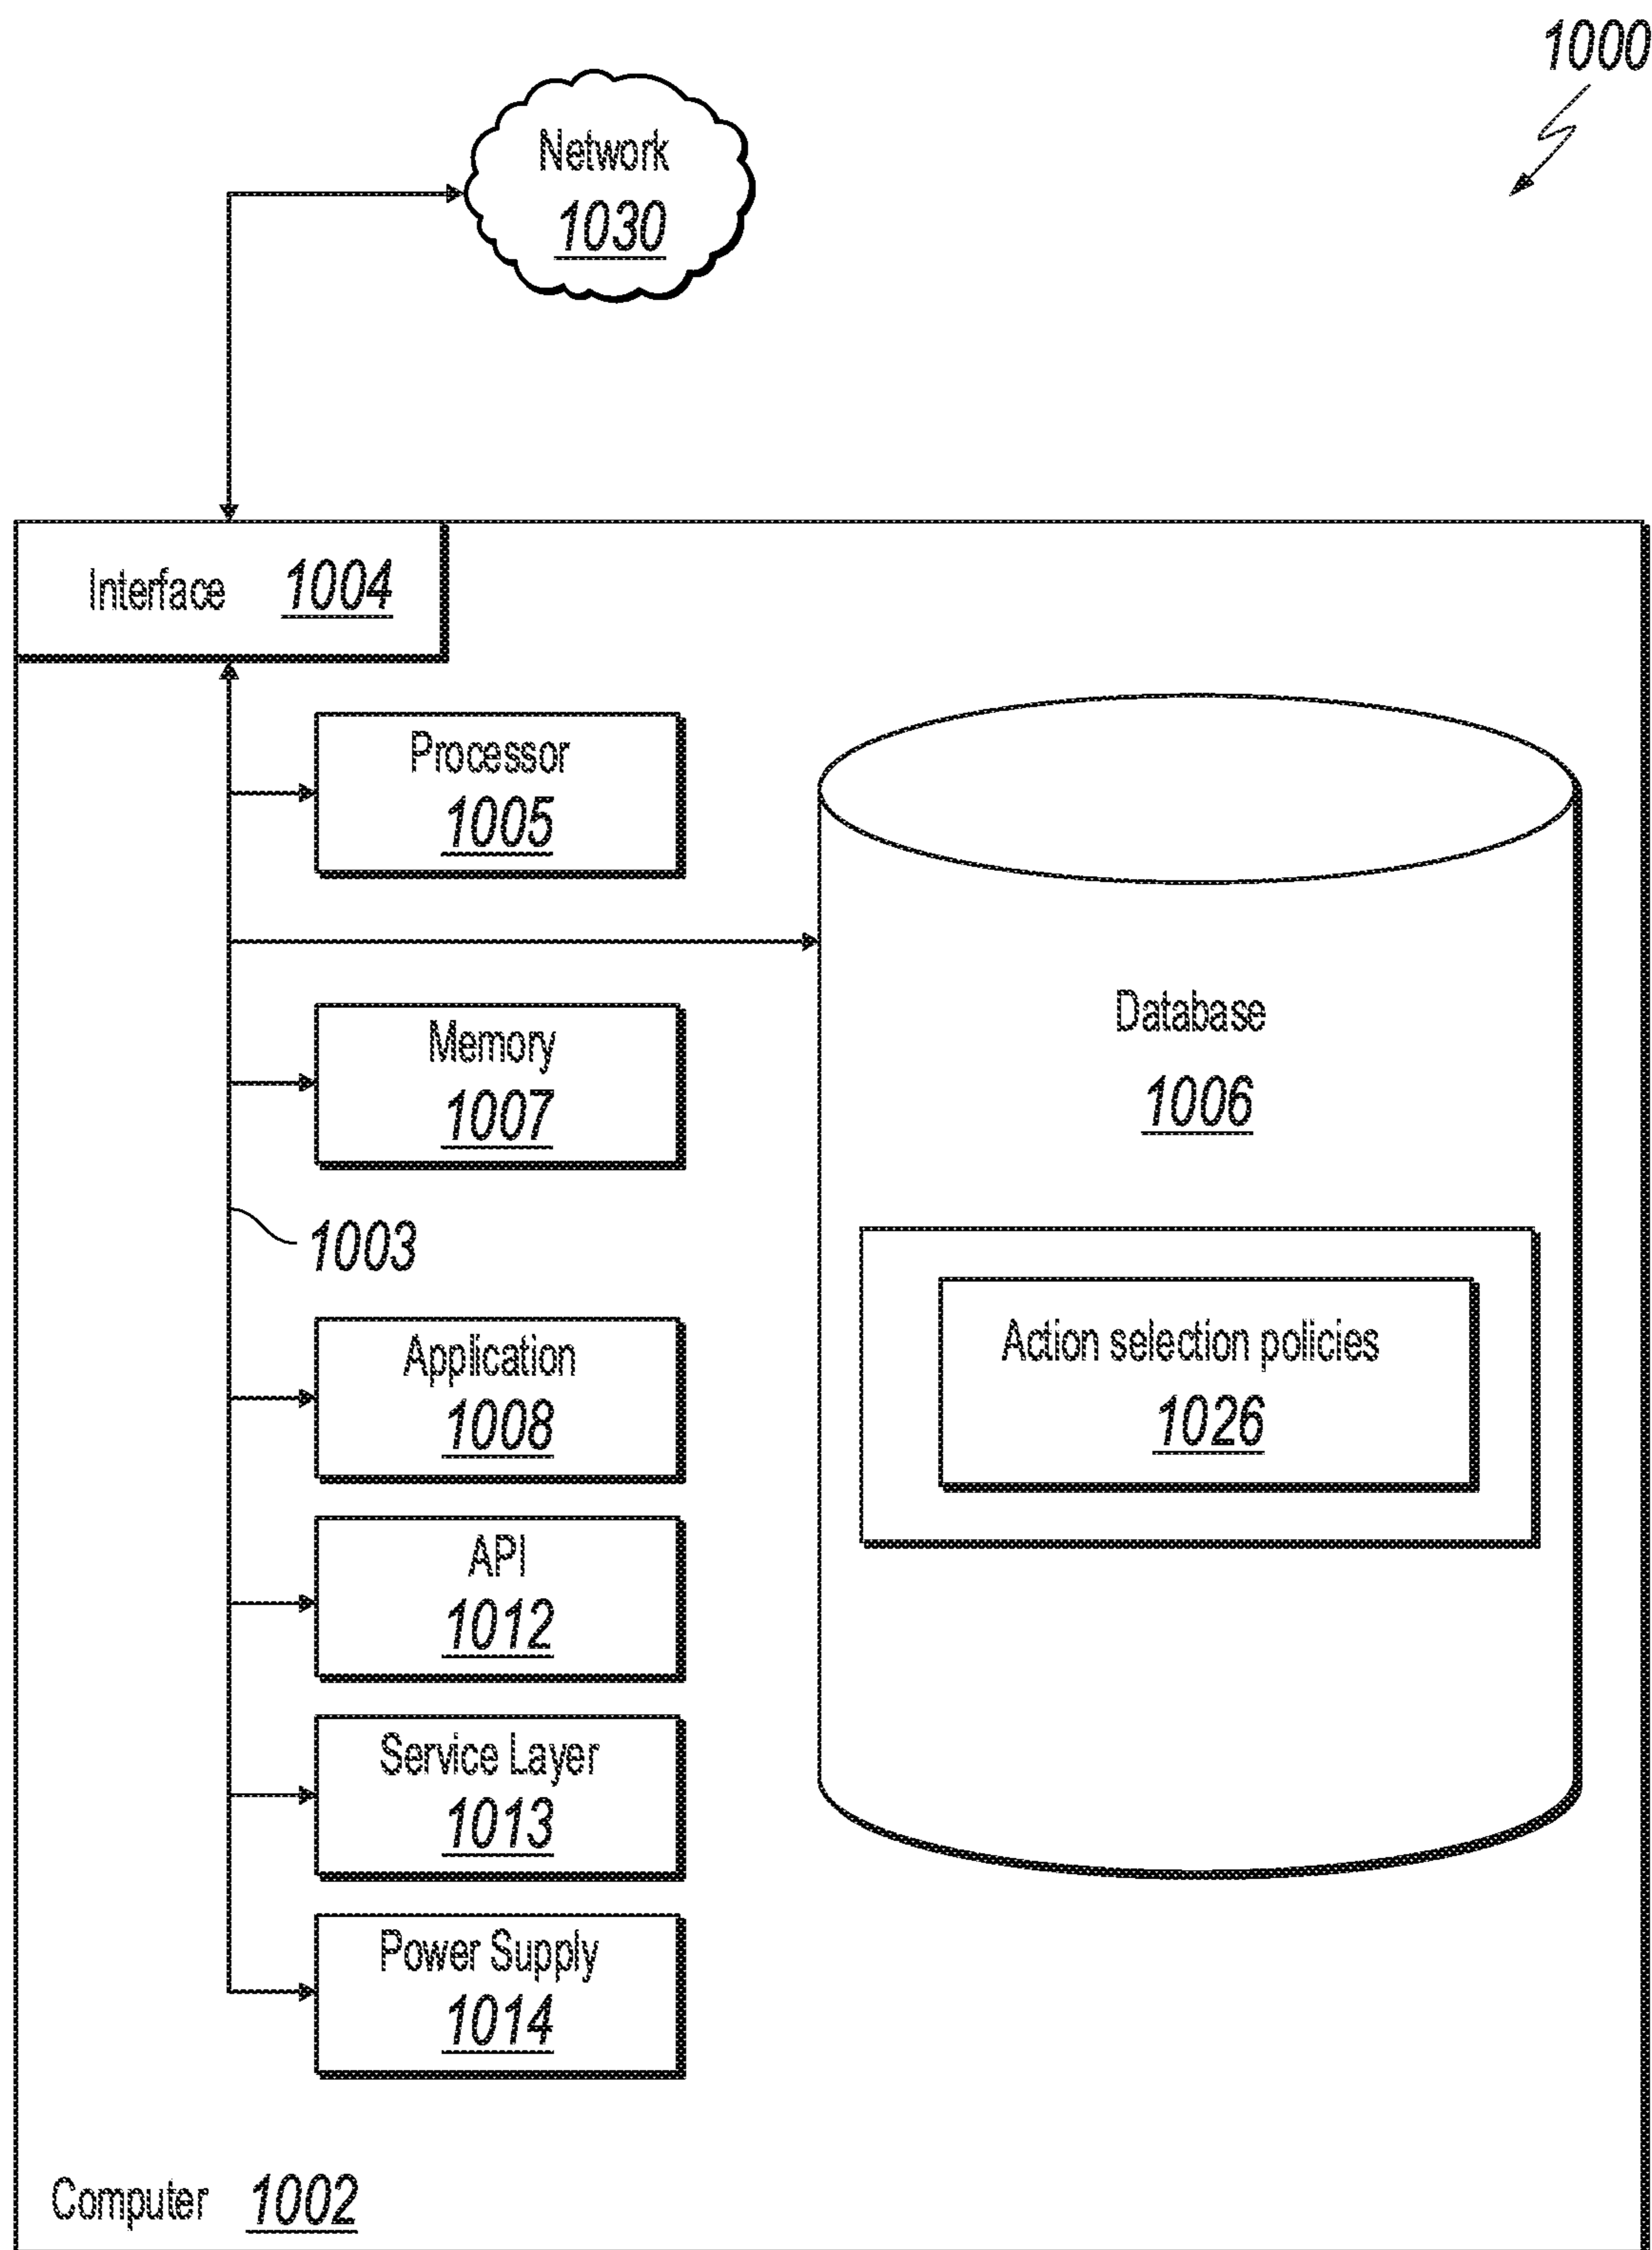 1000
Network
1030
Interface 1004
Processor
1005
Memory
1007
1003
Application
1008
API
1012
Service Layer
1013
Power Supply
1014
Database
1006
Action selection policies
1026
Computer 1002